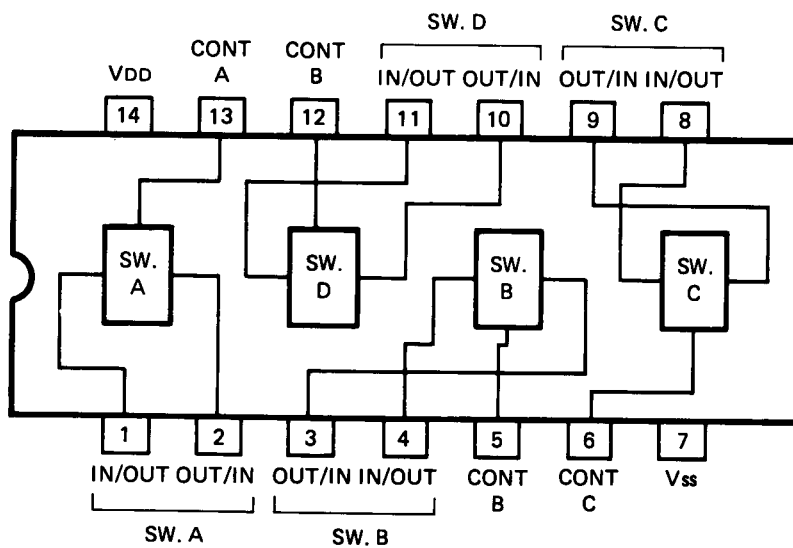 SW. D SW. C
CONT A
CONT B
VDD
IN/OUT OUT/IN
OUT/IN IN/OUT
14 13 12 11 10 9 8
SW. A
SW. D
SW. B
SW. C
1 2 3 4 5 6 7
IN/OUT OUT/IN
OUT/IN IN/OUT
CONT B
CONT C
Vss
SW. A SW. B